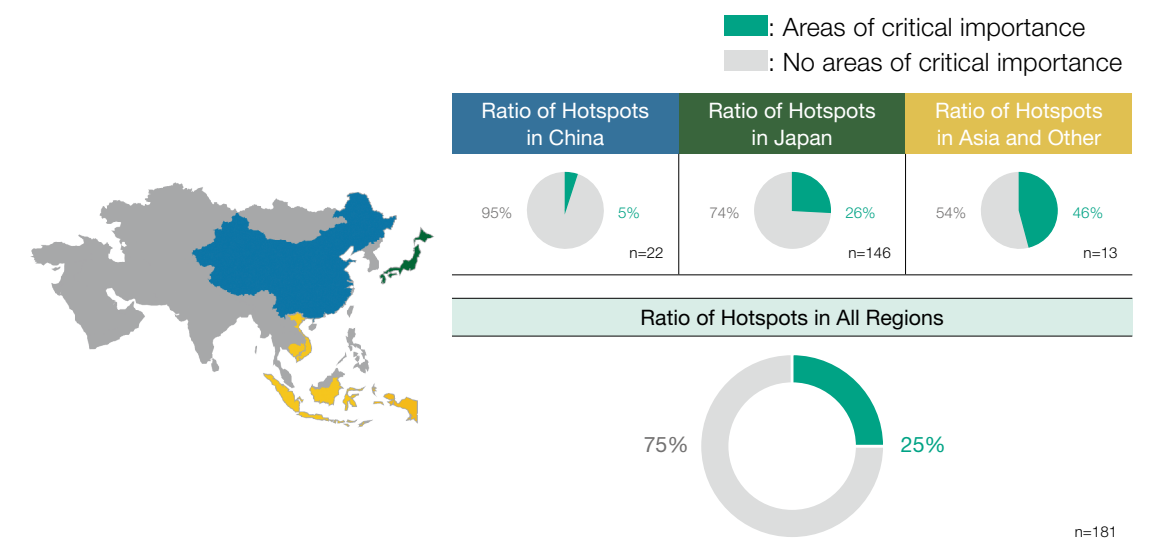 : Areas of critical importance
: No areas of critical importance
Ratio of Hotspots
in China
Ratio of Hotspots
in Japan
Ratio of Hotspots
in Asia and Other
95%
5%
n=22
74%
26%
n=146
54%
46%
n=13
Ratio of Hotspots in All Regions
75%
25%
n=181